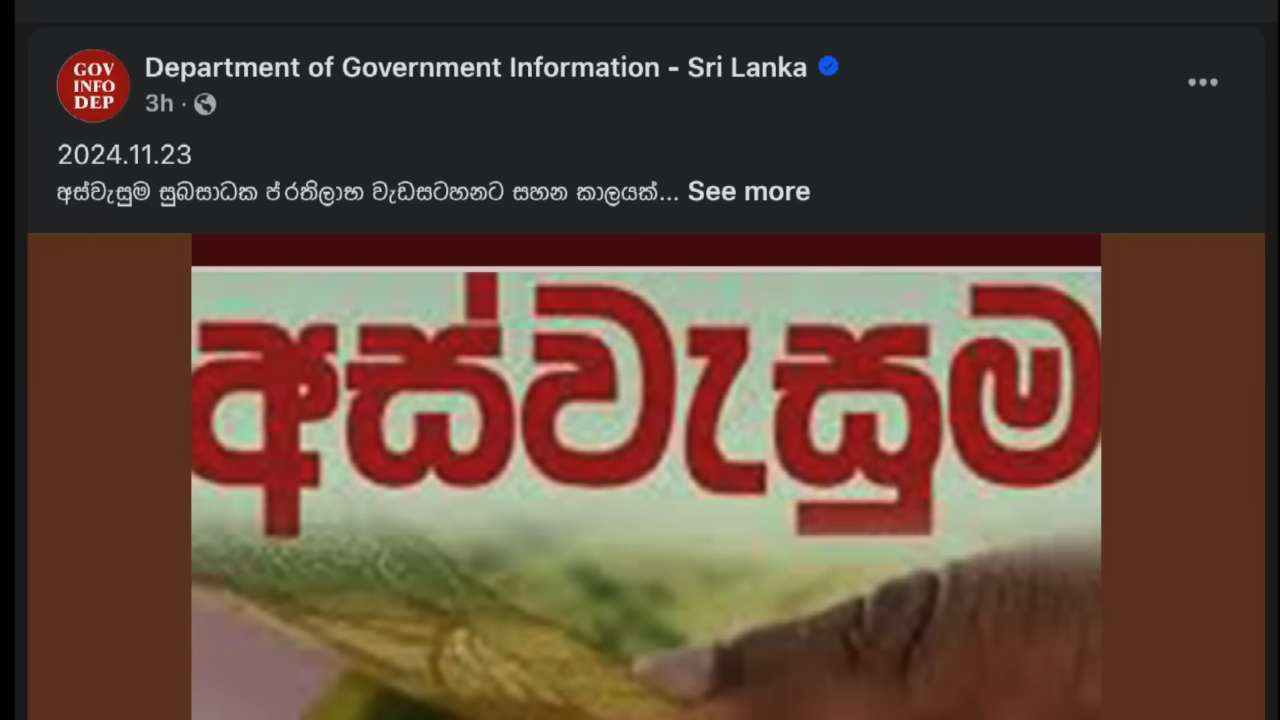 GOV
INFO
DEP
Department of Government Information - Sri Lanka
3h ·
2024.11.23
අස්වැසුම සුබසාධක ප්‍රතිලාභ වැඩසටහනට සහන කාලයක්... See more
අස්වැසුම